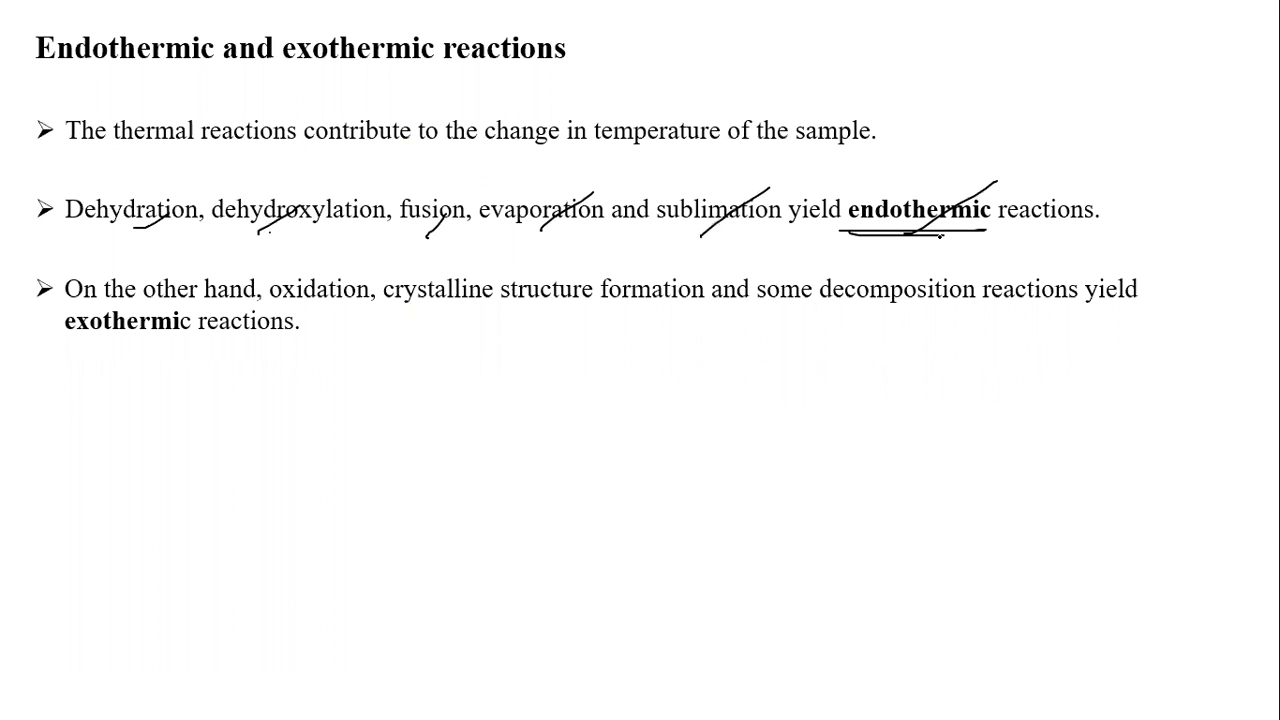 Endothermic and exothermic reactions
➢ The thermal reactions contribute to the change in temperature of the sample.
➢ Dehydration, dehydroxylation, fusion, evaporation and sublimation yield endothermic reactions.
➢ On the other hand, oxidation, crystalline structure formation and some decomposition reactions yield
exothermic reactions.